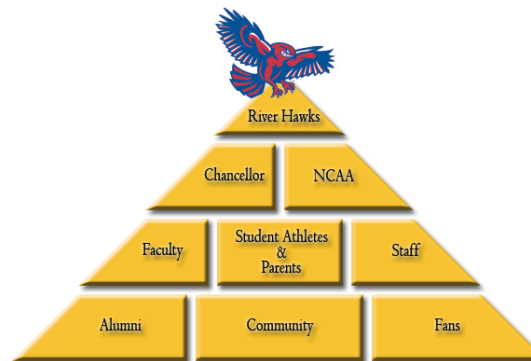 River Hawks
Chancellor
NCAA
Faculty
Student Athletes
&
Parents
Staff
Alumni
Community
Fans